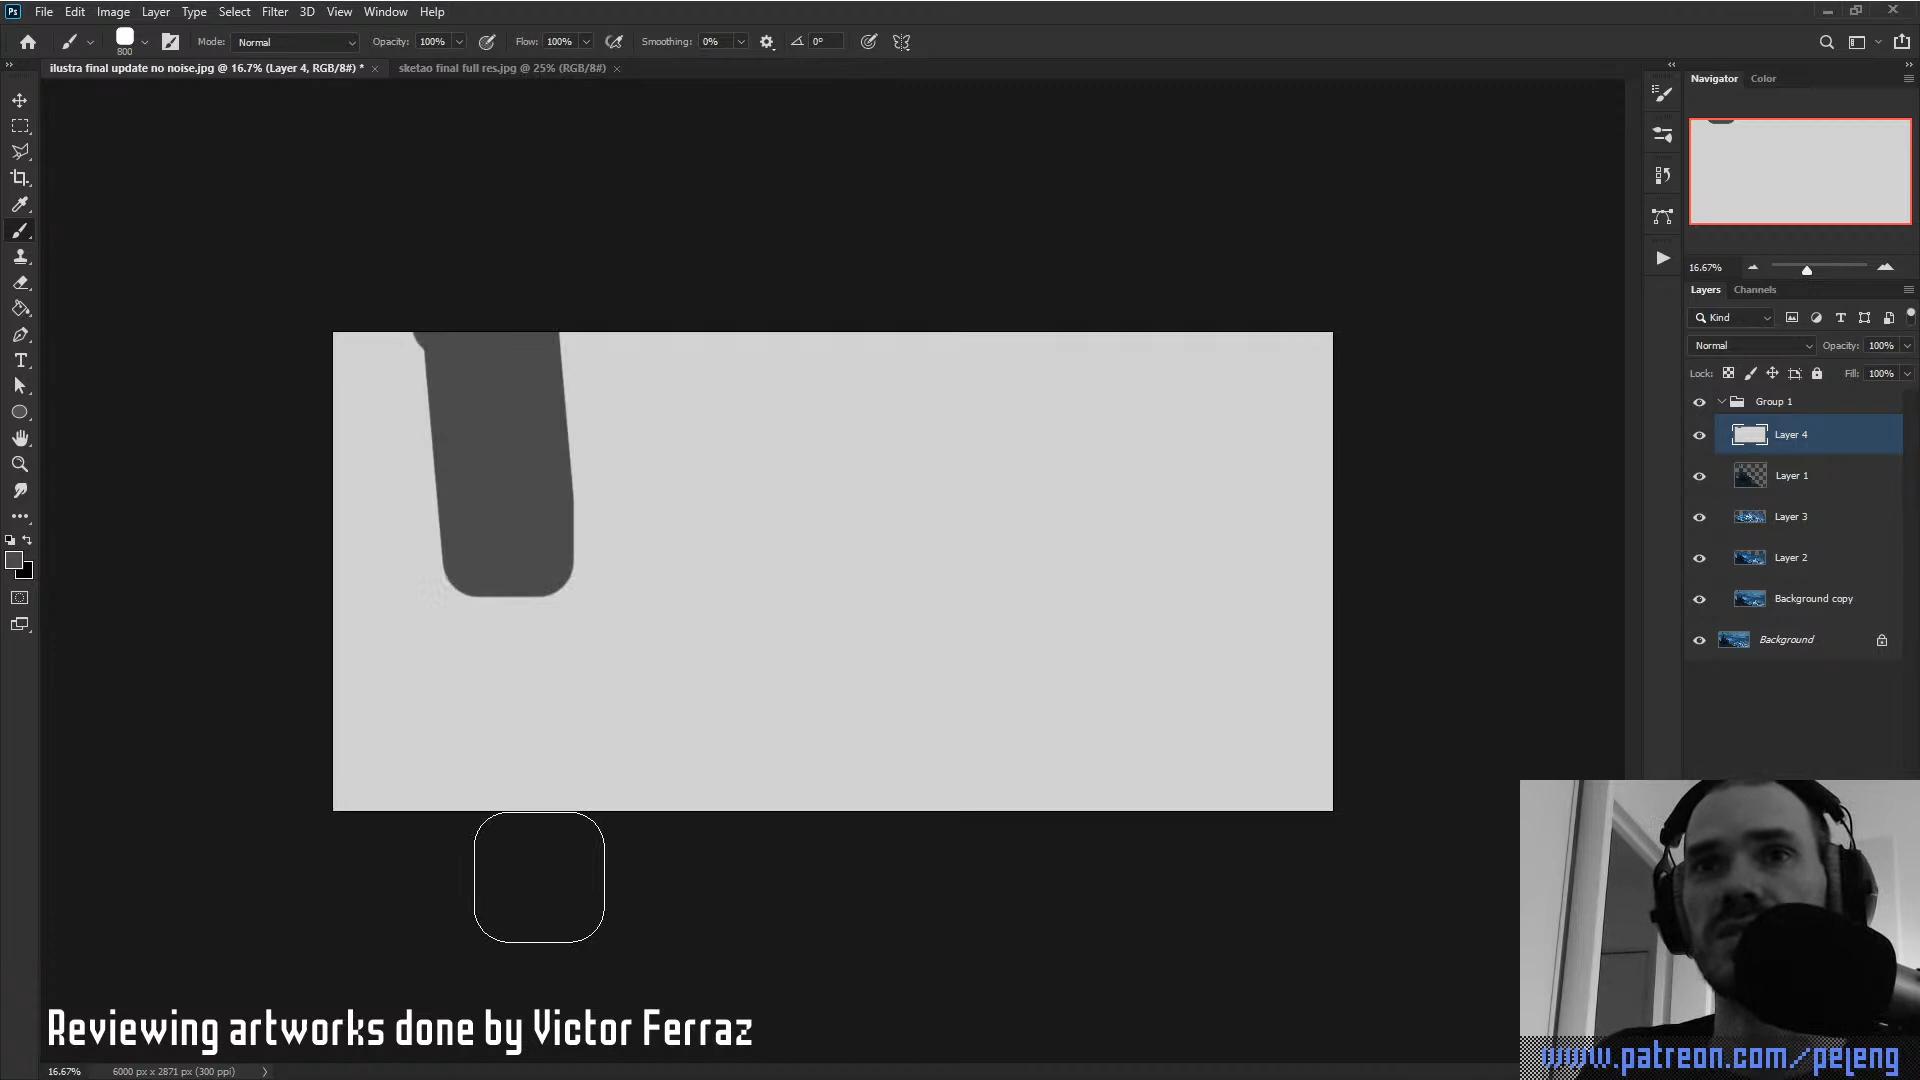 Ps File Edit Image Layer Type Select Filter 3D View Window Help
800 Mode: Normal Opacity: 100% Flow: 100% Smoothing: 0% 0°
ilustra final update no noise.jpg @ 16.7% (Layer 4, RGB/8#) * × sketao final full res.jpg @ 25% (RGB/8#) ×
Navigator Color
16.67%
Layers Channels
Kind
Normal Opacity: 100%
Lock: Fill: 100%
Group 1
Layer 4
Layer 1
Layer 3
Layer 2
Background copy
Background
Reviewing artworks done by Victor Ferraz
www.patreon.com/peleng
16.67% 6000 px x 2871 px (300 ppi)